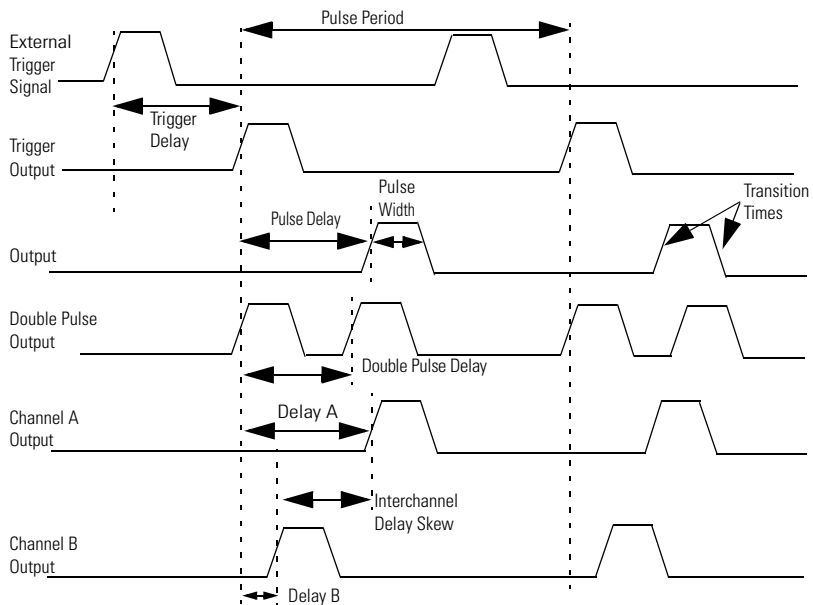 Pulse Period
External
Trigger
Signal
Trigger
Delay
Trigger
Output
Pulse
Width
Transition
Times
Pulse Delay
Output
Double Pulse
Output
Double Pulse Delay
Channel A
Output
Delay A
Interchannel
Delay Skew
Channel B
Output
Delay B